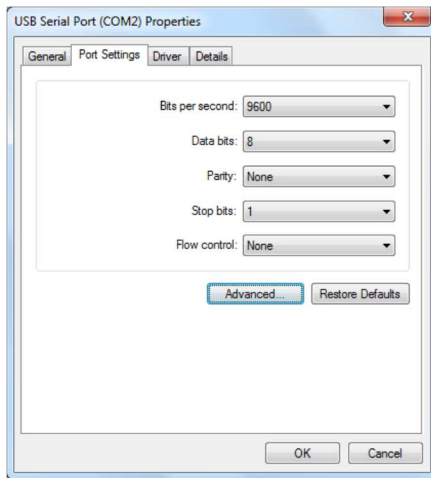 USB Serial Port (COM2) Properties
General Port Settings Driver Details
Bits per second: 9600
Data bits: 8
Parity: None
Stop bits: 1
Flow control: None
Advanced... Restore Defaults
OK Cancel